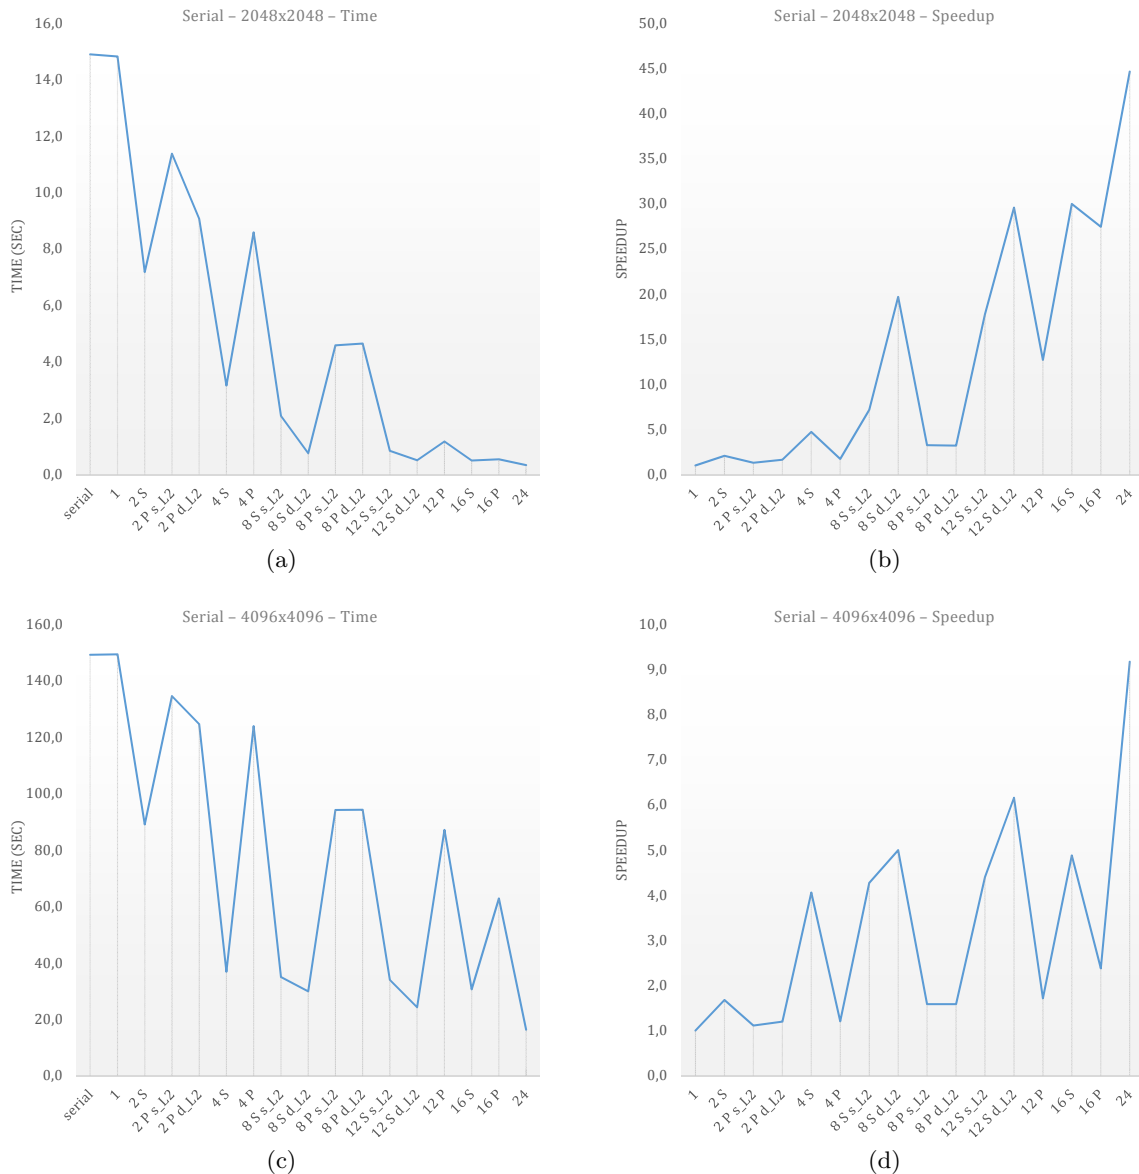 Serial – 2048x2048 – Time
16,0
14,0
12,0
10,0
8,0
6,0
4,0
2,0
0,0
TIME (SEC)
serial
1
2 S
2 P s_L2
2 P d_L2
4 S
4 P
8 S s_L2
8 S d_L2
8 P s_L2
8 P d_L2
12 S s_L2
12 S d_L2
12 P
16 S
16 P
24
(a)
Serial – 2048x2048 – Speedup
50,0
45,0
40,0
35,0
30,0
25,0
20,0
15,0
10,0
5,0
0,0
SPEEDUP
1
2 S
2 P s_L2
2 P d_L2
4 S
4 P
8 S s_L2
8 S d_L2
8 P s_L2
8 P d_L2
12 S s_L2
12 S d_L2
12 P
16 S
16 P
24
(b)
Serial – 4096x4096 – Time
160,0
140,0
120,0
100,0
80,0
60,0
40,0
20,0
0,0
TIME (SEC)
serial
1
2 S
2 P s_L2
2 P d_L2
4 S
4 P
8 S s_L2
8 S d_L2
8 P s_L2
8 P d_L2
12 S s_L2
12 S d_L2
12 P
16 S
16 P
24
(c)
Serial – 4096x4096 – Speedup
10,0
9,0
8,0
7,0
6,0
5,0
4,0
3,0
2,0
1,0
0,0
SPEEDUP
1
2 S
2 P s_L2
2 P d_L2
4 S
4 P
8 S s_L2
8 S d_L2
8 P s_L2
8 P d_L2
12 S s_L2
12 S d_L2
12 P
16 S
16 P
24
(d)